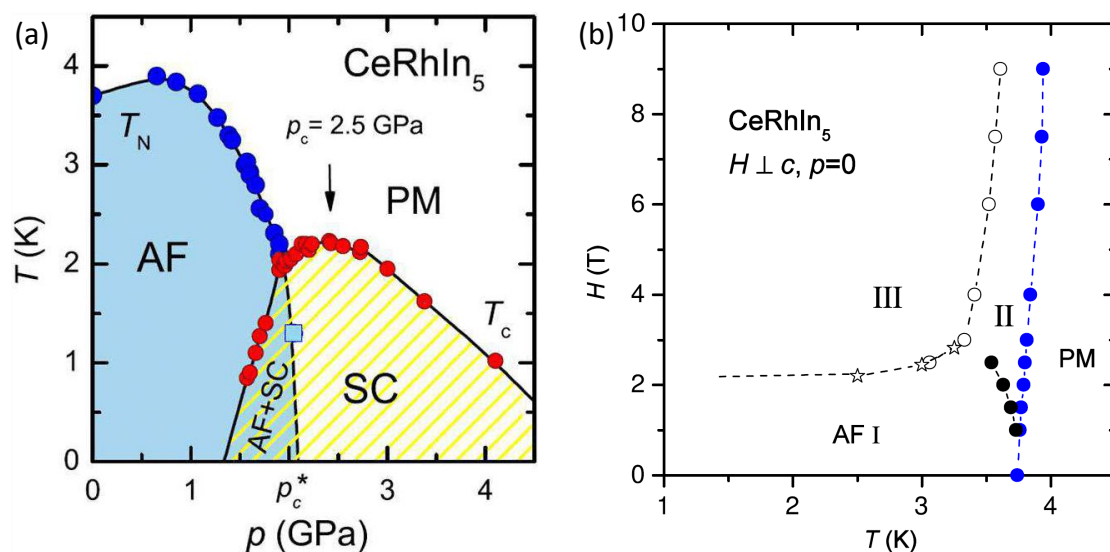 (a)
4
3
2
1
0
T (K)
CeRhIn5
TN
pc= 2.5 GPa
PM
AF
AF+SC
SC
Tc
0
1
pc*
3
4
p (GPa)
(b)
10
8
6
4
2
0
H (T)
CeRhIn5
H ⊥ c, p=0
III
II
PM
AF I
1
2
3
4
T (K)